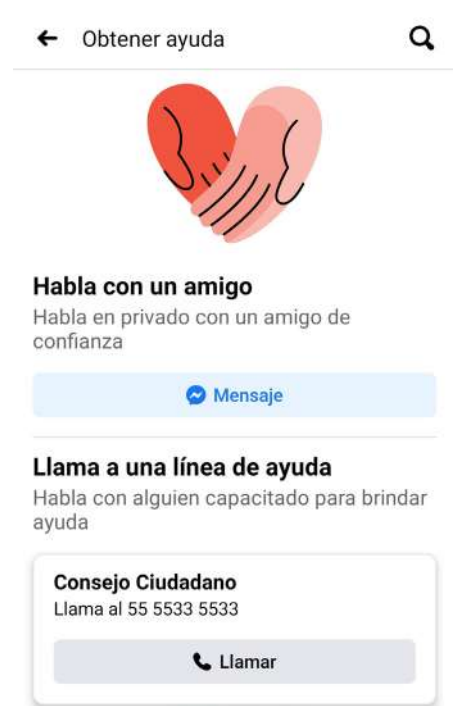 Obtener ayuda
Habla con un amigo
Habla en privado con un amigo de
confianza
Mensaje
Llama a una línea de ayuda
Habla con alguien capacitado para brindar
ayuda
Consejo Ciudadano
Llama al 55 5533 5533
Llamar